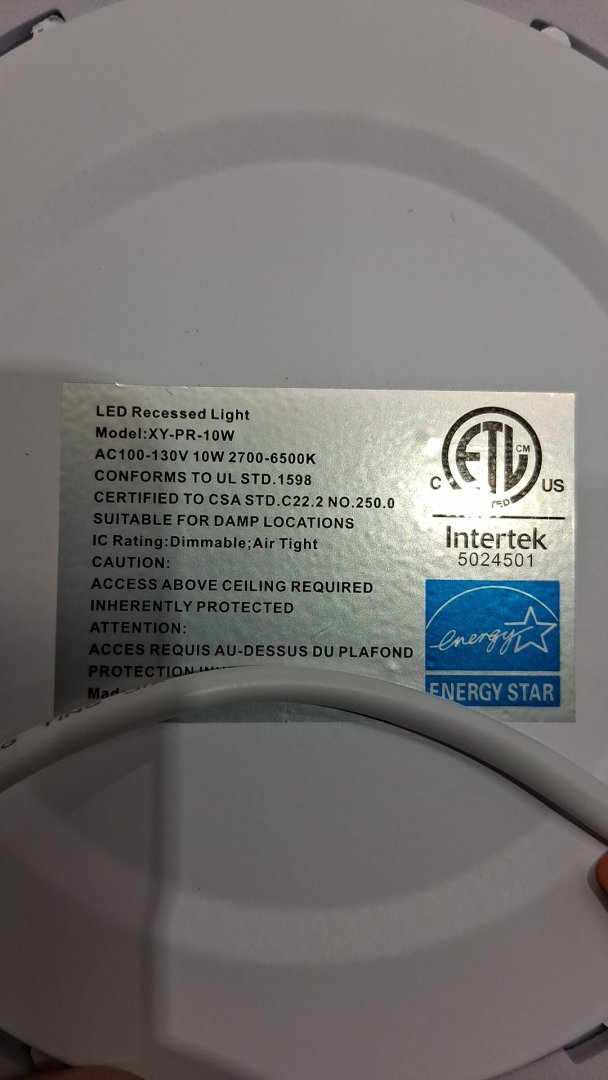 LED Recessed Light
Model:XY-PR-10W
AC100-130V 10W 2700-6500K
CONFORMS TO UL STD.1598
CERTIFIED TO CSA STD.C22.2 NO.250.0
SUITABLE FOR DAMP LOCATIONS
IC Rating:Dimmable;Air Tight
CAUTION:
ACCESS ABOVE CEILING REQUIRED
INHERENTLY PROTECTED
ATTENTION:
ACCES REQUIS AU-DESSUS DU PLAFOND
PROTECTION
ETL CM
C US
Intertek
5024501
energy
ENERGY STAR